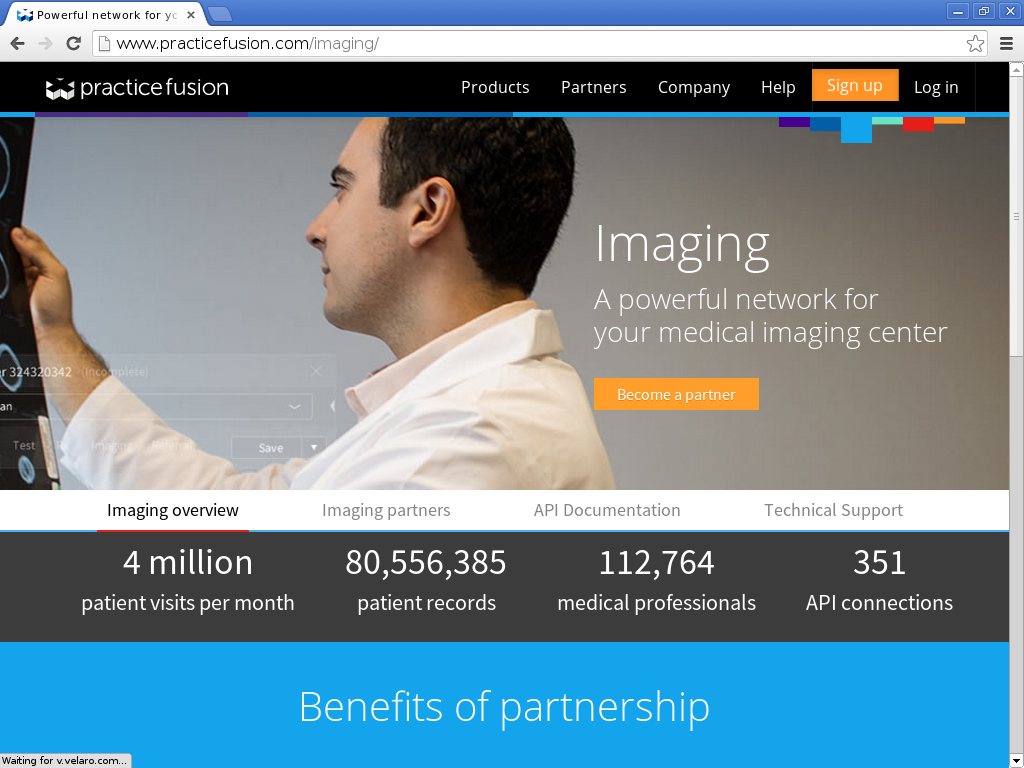 Powerful network for yo
www.practicefusion.com/imaging/
practice fusion
Products
Partners
Company
Help
Sign up
Log in
Imaging
A powerful network for
your medical imaging center
Become a partner
er 324320342 (Incomplete)
an
Test
Imaging
Referral
Save
Imaging overview
Imaging partners
API Documentation
Technical Support
4 million
patient visits per month
80,556,385
patient records
112,764
medical professionals
351
API connections
Benefits of partnership
Waiting for v.velaro.com...